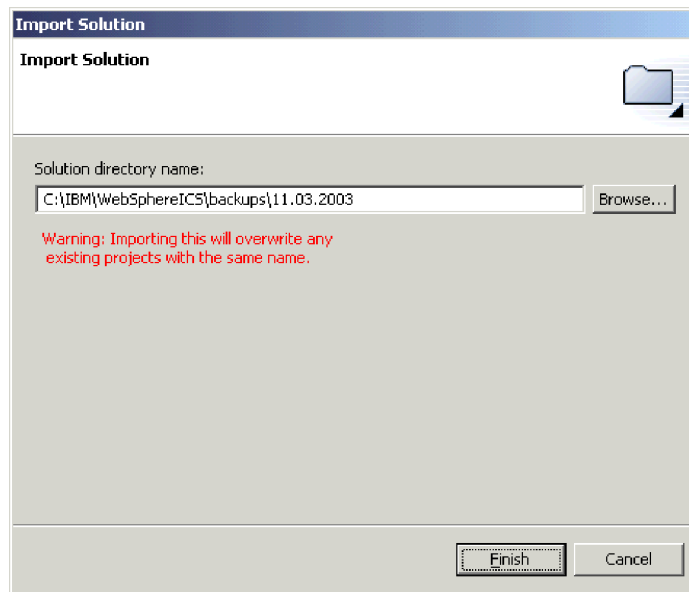 Import Solution
Import Solution
Solution directory name:
C:\IBM\WebSphereICS\backups\11.03.2003
Browse...
Warning: Importing this will overwrite any
existing projects with the same name.
Finish
Cancel